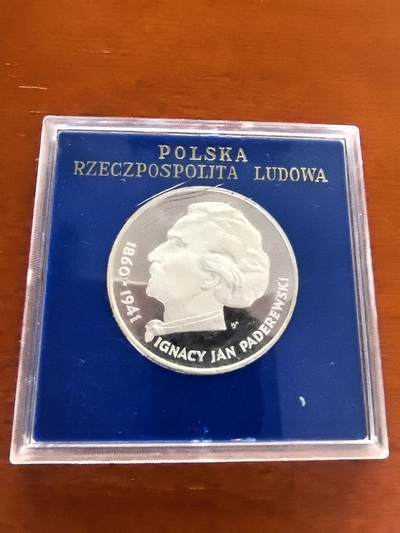 POLSKA
RZECZPOSPOLITA LUDOWA
1860-1941
IGNACY JAN PADEREWSKI